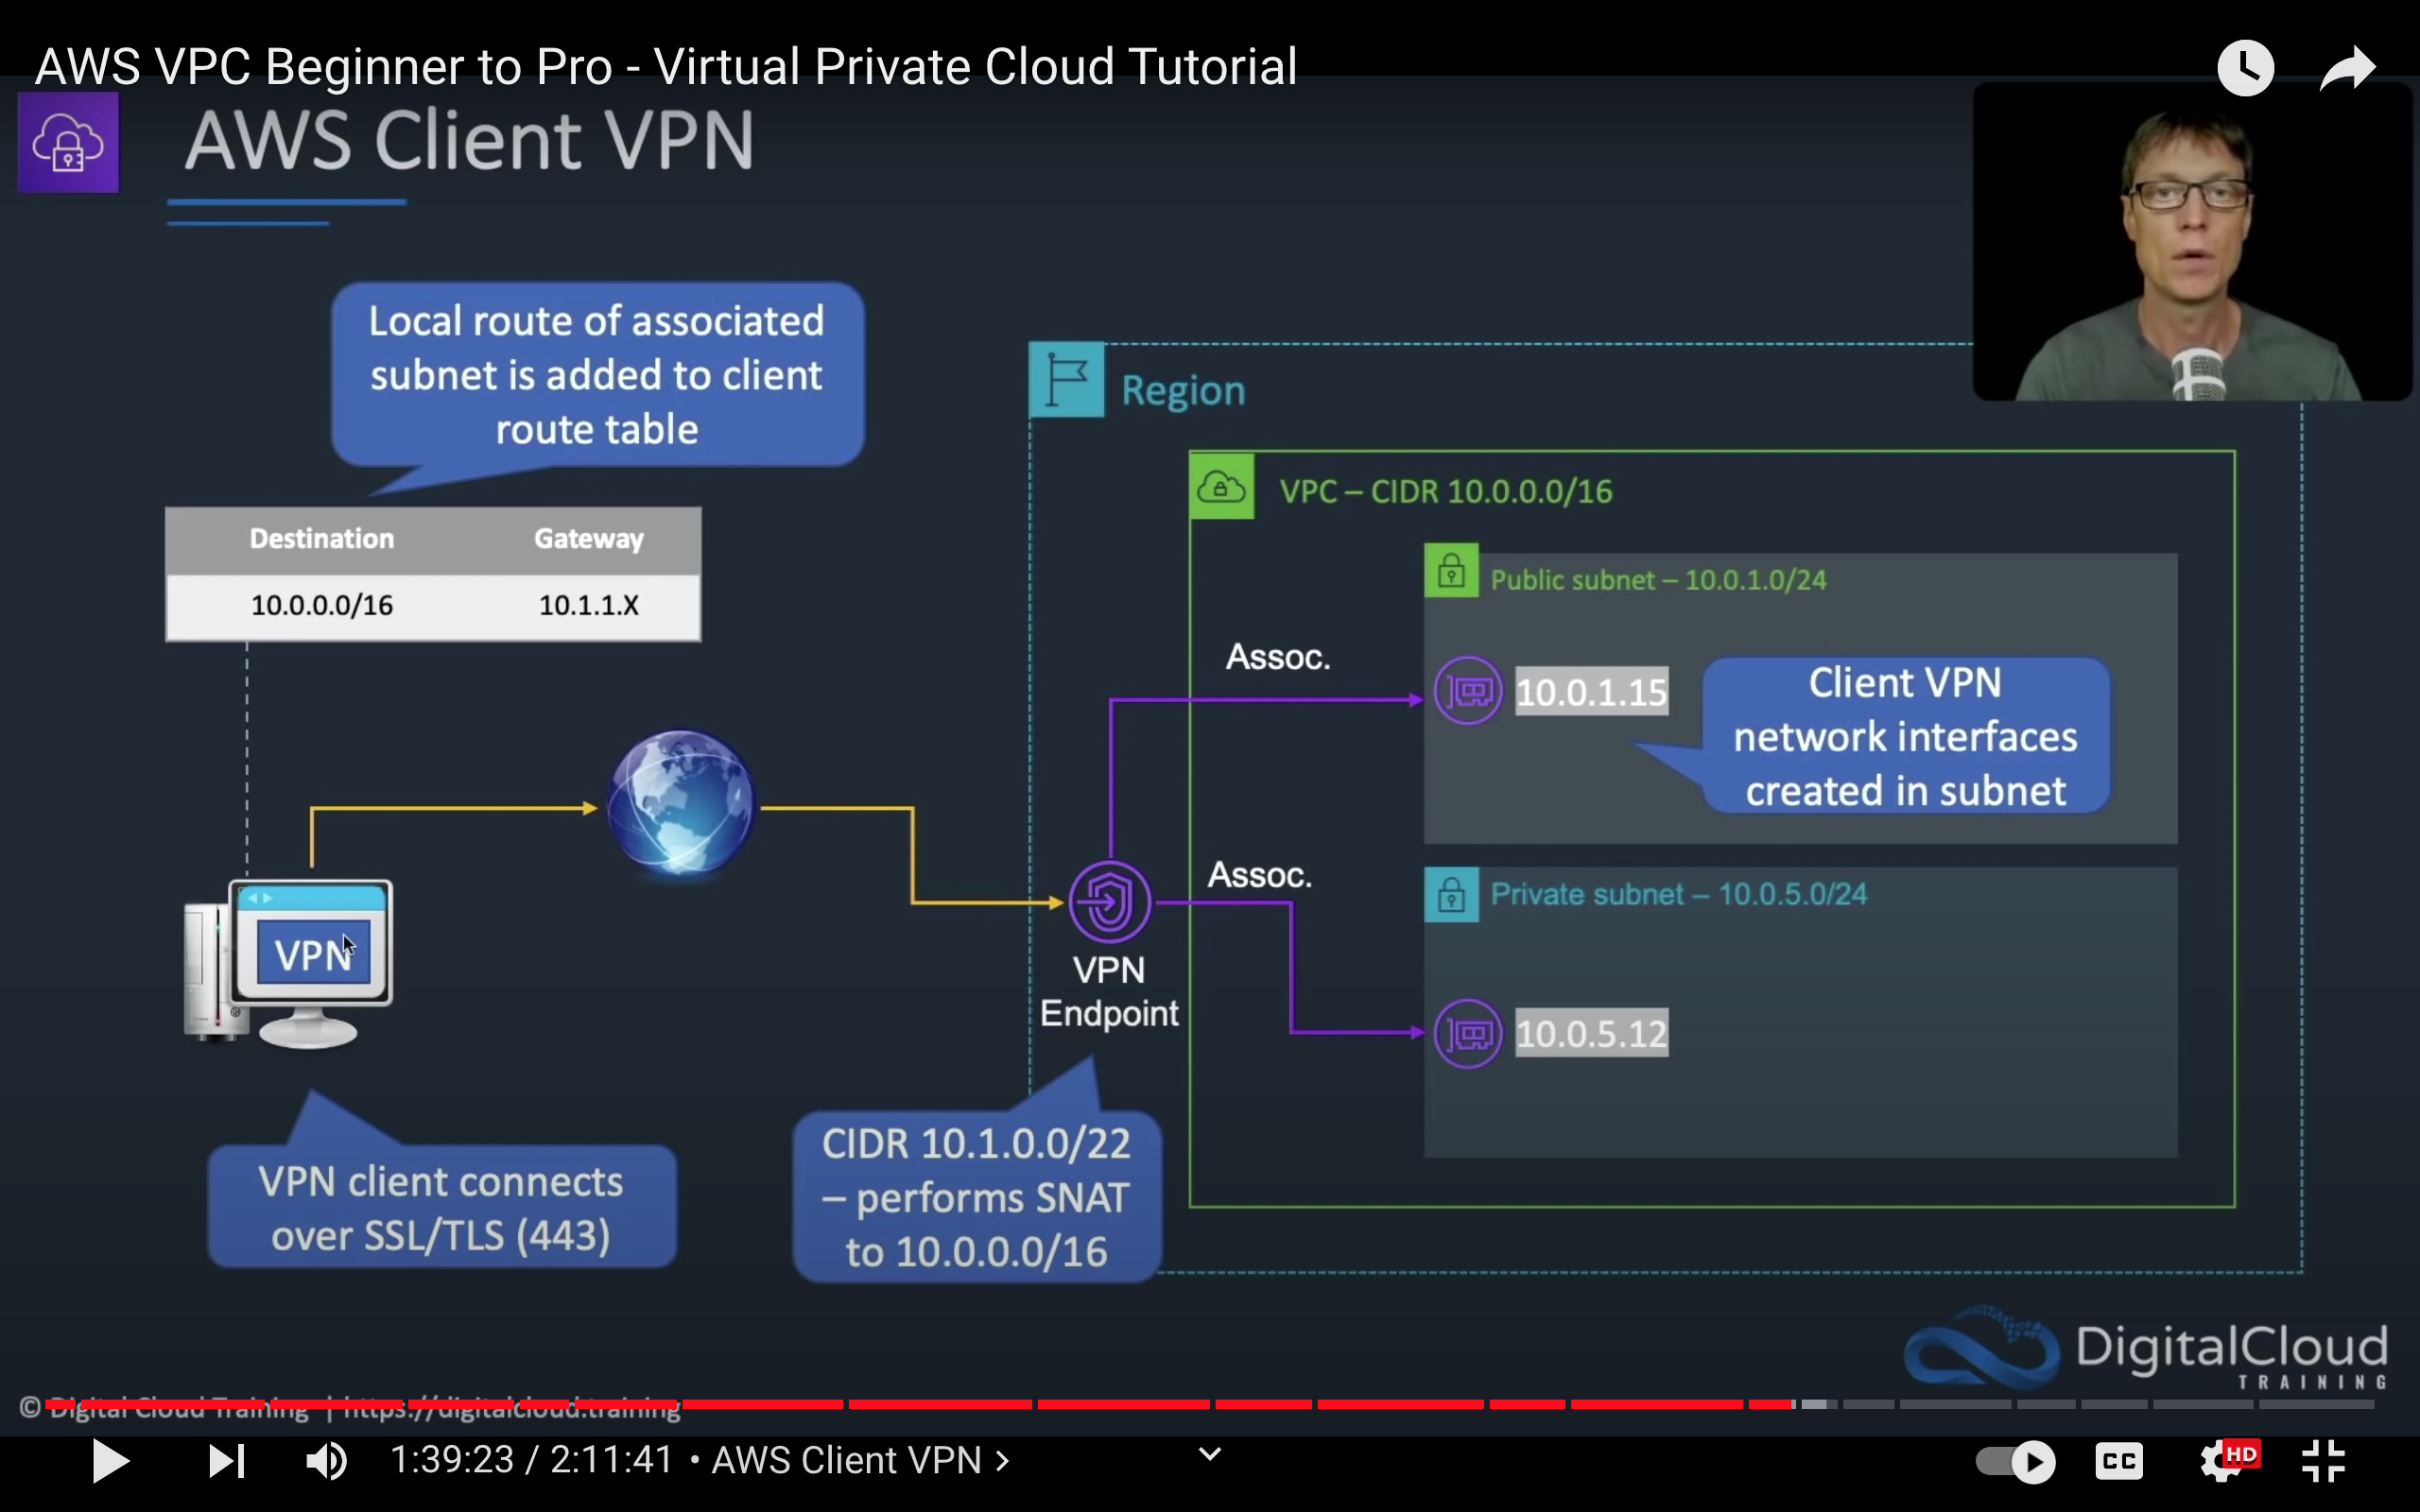 AWS VPC Beginner to Pro - Virtual Private Cloud Tutorial
AWS Client VPN
Local route of associated
subnet is added to client
route table
Destination Gateway
10.0.0.0/16 10.1.1.X
Region
VPC – CIDR 10.0.0.0/16
Public subnet – 10.0.1.0/24
Assoc.
10.0.1.15
Client VPN
network interfaces
created in subnet
Assoc.
Private subnet – 10.0.5.0/24
VPN
VPN
Endpoint
10.0.5.12
CIDR 10.1.0.0/22
– performs SNAT
to 10.0.0.0/16
VPN client connects
over SSL/TLS (443)
DigitalCloud
TRAINING
© Digital Cloud Training | https://digitalcloud.training
1:39:23 / 2:11:41 • AWS Client VPN ›
CC
HD